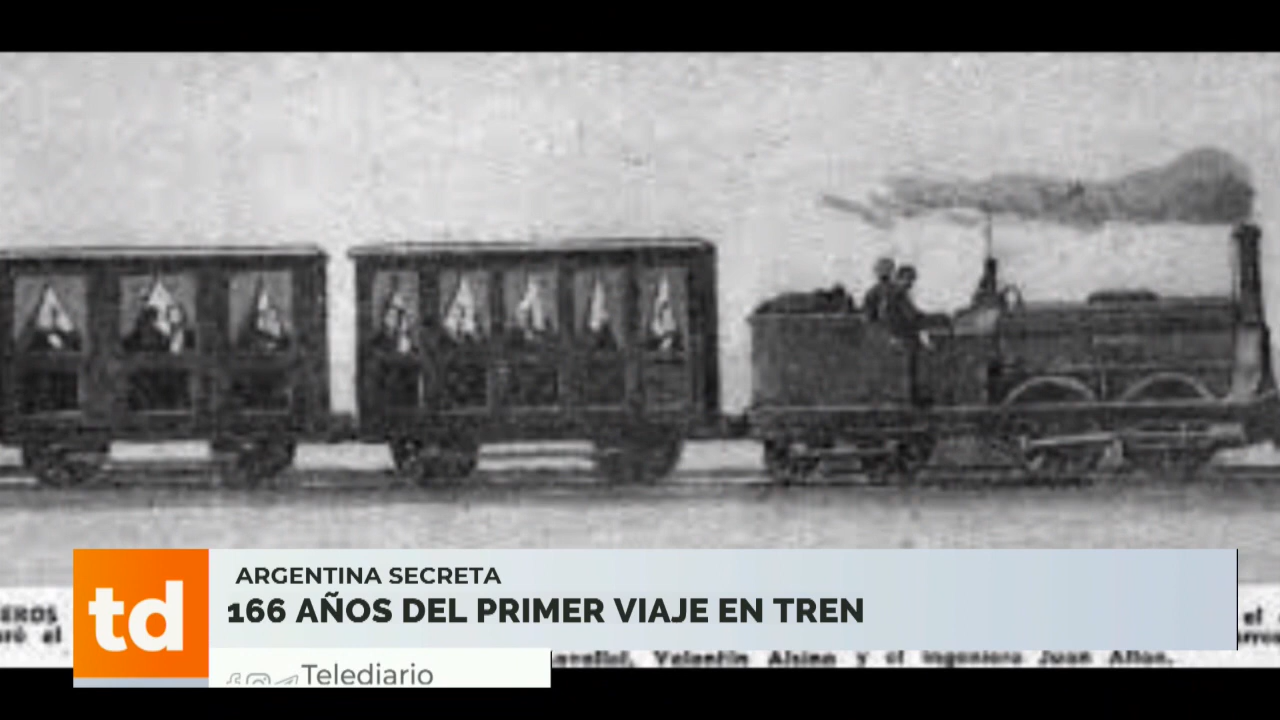 ARGENTINA SECRETA
166 AÑOS DEL PRIMER VIAJE EN TREN
td
Telediario
Valentín Alsina y el ingeniero Juan Allan.